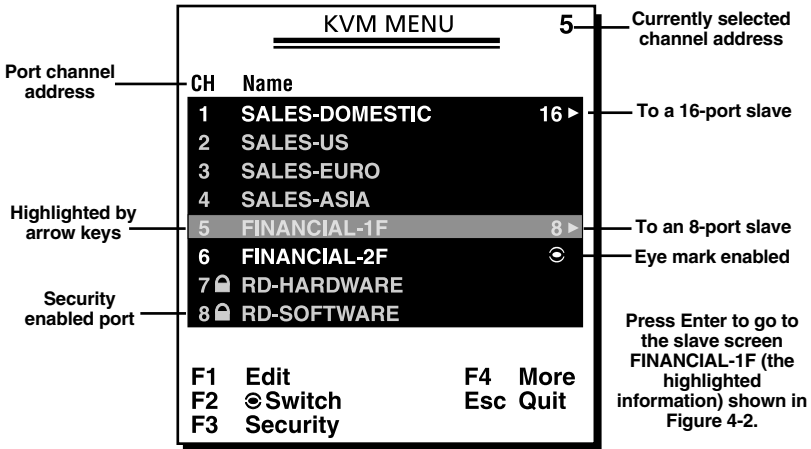 KVM MENU 5
Currently selected
channel address
Port channel
address
CH Name
1 SALES-DOMESTIC 16
To a 16-port slave
2 SALES-US
3 SALES-EURO
4 SALES-ASIA
Highlighted by
arrow keys
5 FINANCIAL-1F 8
To an 8-port slave
6 FINANCIAL-2F
Eye mark enabled
7 RD-HARDWARE
Security
enabled port
8 RD-SOFTWARE
F1 Edit F4 More
F2 Switch Esc Quit
F3 Security
Press Enter to go to
the slave screen
FINANCIAL-1F (the
highlighted
information) shown in
Figure 4-2.